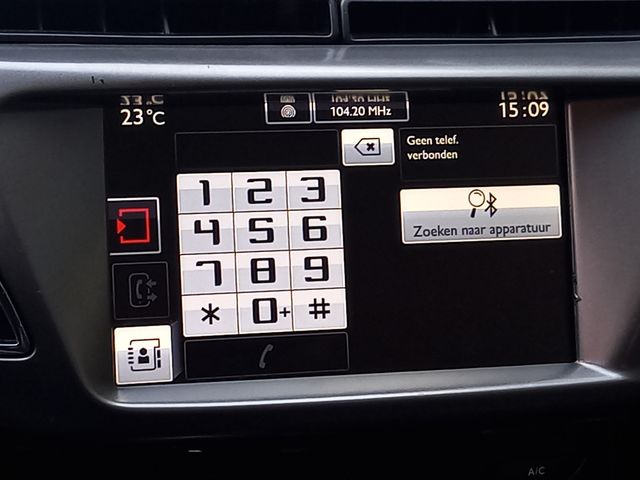 23°C
104.20 MHz
15:09
Geen telef.
verbonden
1 2 3
4 5 6
7 8 9
* 0+ #
Zoeken naar apparatuur
A/C